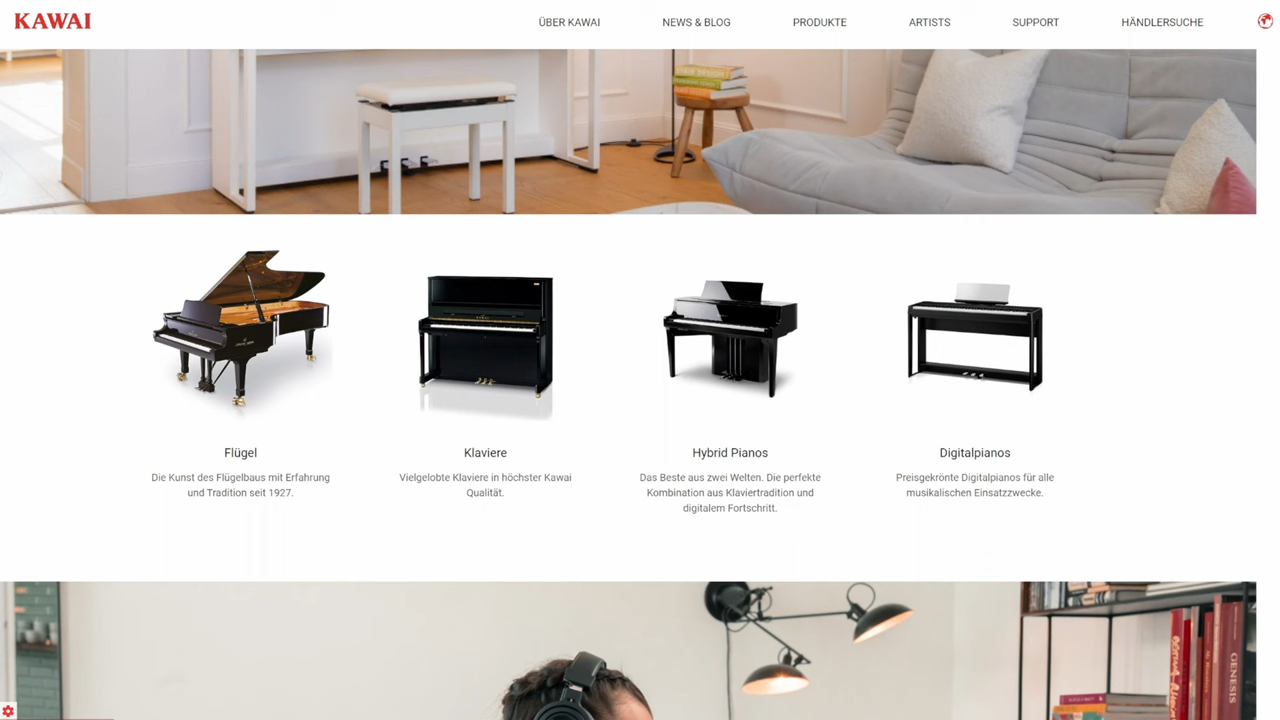 KAWAI
ÜBER KAWAI NEWS & BLOG PRODUKTE ARTISTS SUPPORT HÄNDLERSUCHE
Flügel
Die Kunst des Flügelbaus mit Erfahrung
und Tradition seit 1927.
Klaviere
Vielgelobte Klaviere in höchster Kawai
Qualität.
Hybrid Pianos
Das Beste aus zwei Welten. Die perfekte
Kombination aus Klaviertradition und
digitalem Fortschritt.
Digitalpianos
Preisgekrönte Digitalpianos für alle
musikalischen Einsatzzwecke.
GENESIS